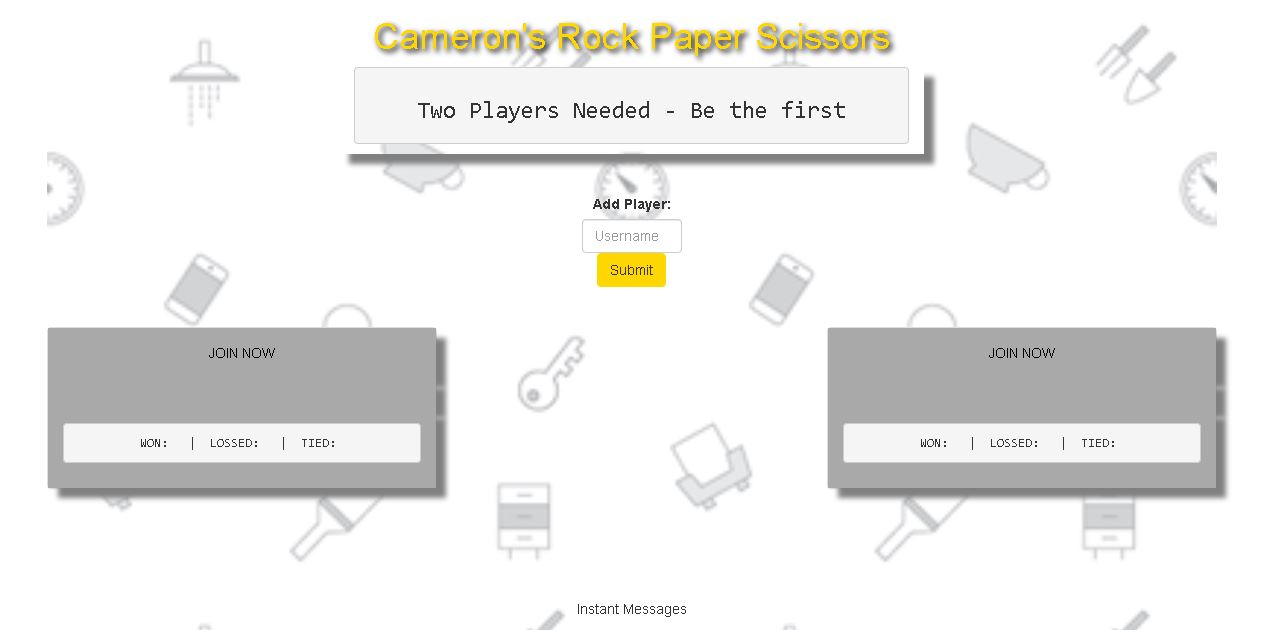 Cameron's Rock Paper Scissors
Two Players Needed - Be the first
Add Player:
Username
Submit
JOIN NOW
WON: | LOSSED: | TIED:
JOIN NOW
WON: | LOSSED: | TIED:
Instant Messages